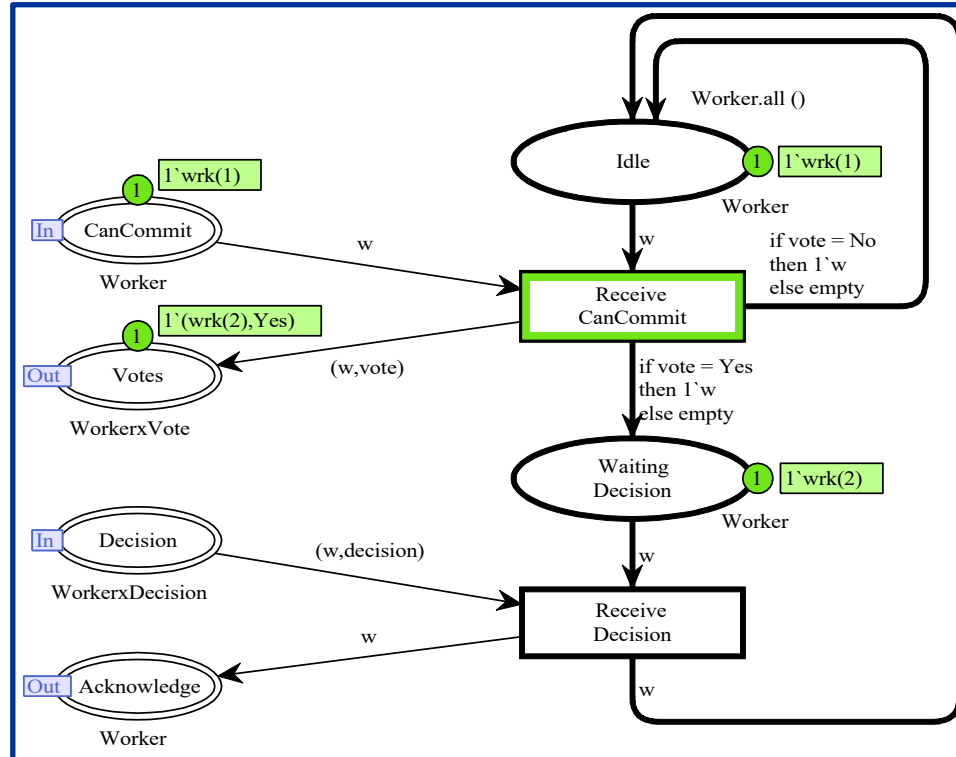 Worker.all ()
1`wrk(1)
1
Idle
1
1`wrk(1)
1
In
CanCommit
Worker
w
w
Worker
if vote = No
then 1`w
else empty
Receive
CanCommit
1`(wrk(2),Yes)
1
Out
Votes
(w,vote)
WorkerxVote
if vote = Yes
then 1`w
else empty
Waiting
Decision
1
1`wrk(2)
Worker
In
Decision
(w,decision)
WorkerxDecision
w
Receive
Decision
w
Out
Acknowledge
w
Worker